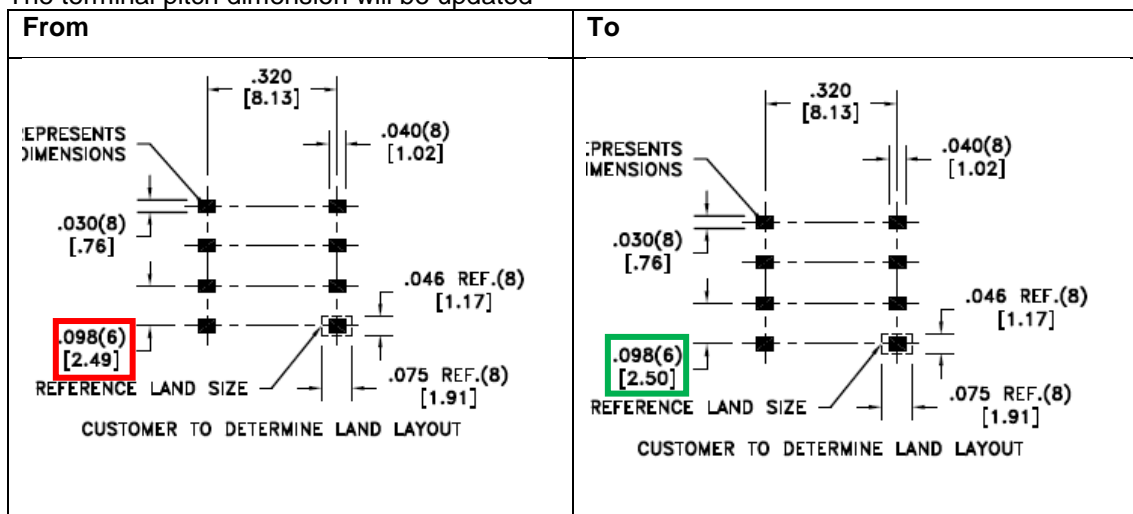 The terminal pitch dimension will be updated
From
To
.320
[8.13]
EPRESENTS
DIMENSIONS
.040(8)
[1.02]
.030(8)
[.76]
.046 REF.(8)
[1.17]
.098(6)
[2.49]
REFERENCE LAND SIZE
.075 REF.(8)
[1.91]
CUSTOMER TO DETERMINE LAND LAYOUT
.320
[8.13]
EPRESENTS
IMENSIONS
.040(8)
[1.02]
.030(8)
[.76]
.046 REF.(8)
[1.17]
.098(6)
[2.50]
REFERENCE LAND SIZE
.075 REF.(8)
[1.91]
CUSTOMER TO DETERMINE LAND LAYOUT